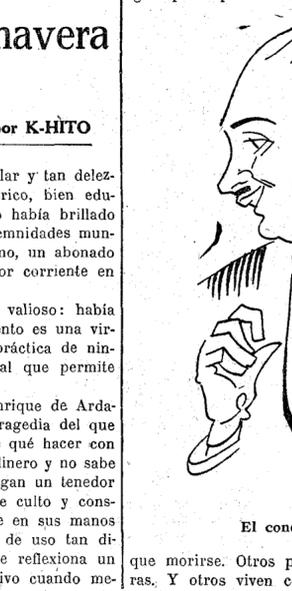 navera
por K-HITO
lar y tan delez-
rico, bien edu-
o había brillado
emnidades mun-
no, un abonado
or corriente en
valioso: había
nto es una vir-
práctica de nin-
al que permite
nrique de Arda-
ragedia del que
qué hacer con
linero y no sabe
gan un tenedor
e culto y cons-
e en sus manos
de uso tan di-
e reflexiona un
ivo cuando me-
El con
que morirse. Otros p
ras. Y otros viven c